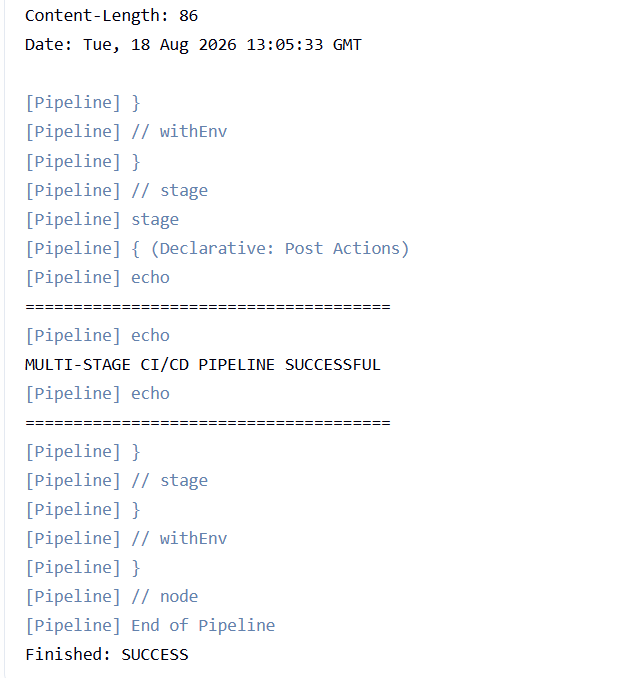 Content-Length: 86
Date: Tue, 18 Aug 2026 13:05:33 GMT
[Pipeline] }
[Pipeline] // withEnv
[Pipeline] }
[Pipeline] // stage
[Pipeline] stage
[Pipeline] { (Declarative: Post Actions)
[Pipeline] echo
======================================
[Pipeline] echo
MULTI-STAGE CI/CD PIPELINE SUCCESSFUL
[Pipeline] echo
======================================
[Pipeline] }
[Pipeline] // stage
[Pipeline] }
[Pipeline] // withEnv
[Pipeline] }
[Pipeline] // node
[Pipeline] End of Pipeline
Finished: SUCCESS